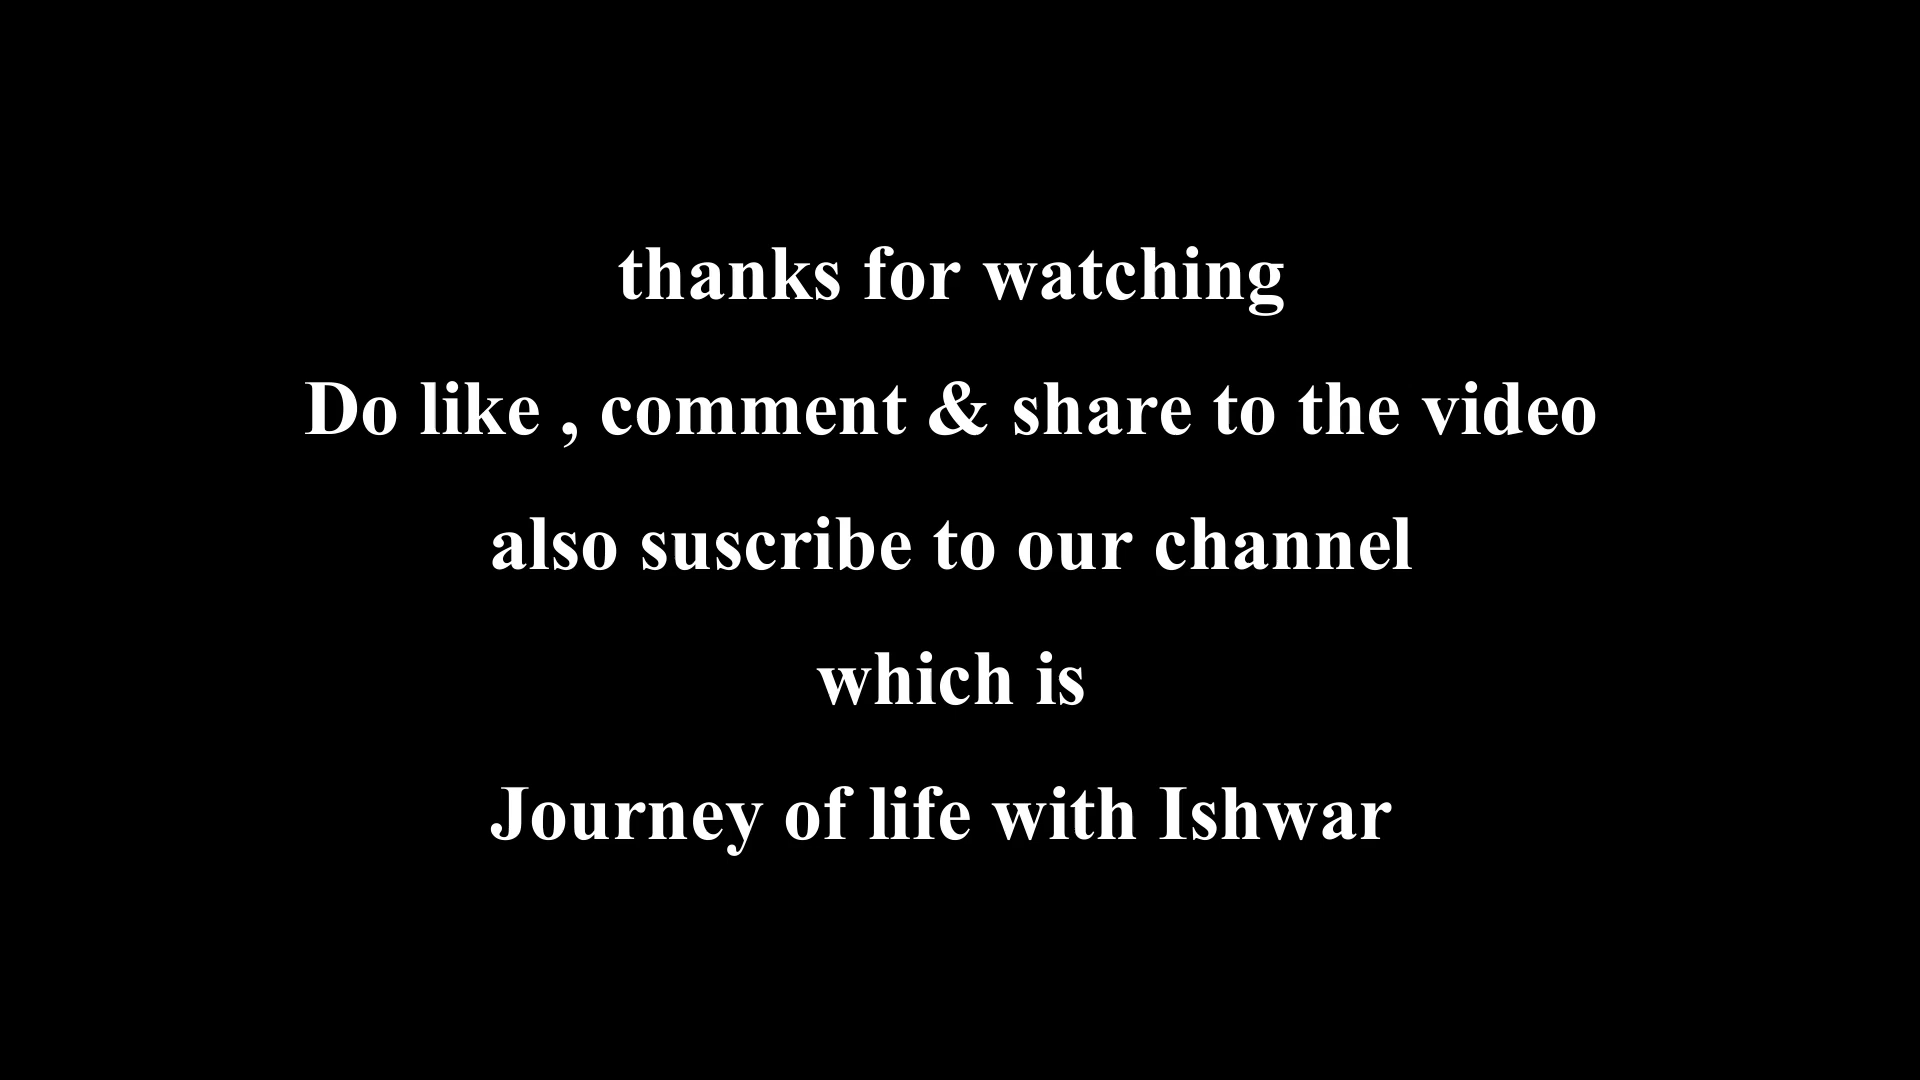 thanks for watching
Do like , comment & share to the video
also suscribe to our channel
which is
Journey of life with Ishwar